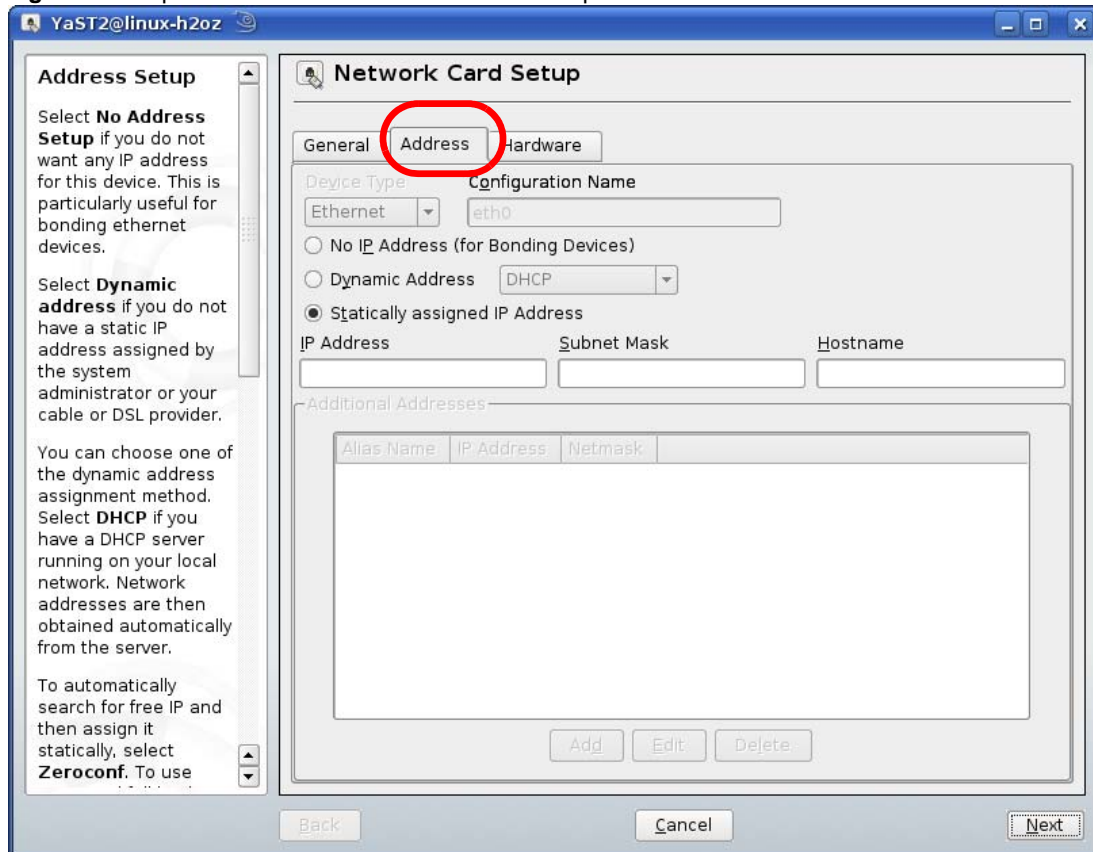 YaST2@linux-h2oz
Address Setup
Select No Address
Setup if you do not
want any IP address
for this device. This is
particularly useful for
bonding ethernet
devices.
Select Dynamic
address if you do not
have a static IP
address assigned by
the system
administrator or your
cable or DSL provider.
You can choose one of
the dynamic address
assignment method.
Select DHCP if you
have a DHCP server
running on your local
network. Network
addresses are then
obtained automatically
from the server.
To automatically
search for free IP and
then assign it
statically, select
Zeroconf. To use
Network Card Setup
General Address Hardware
Device Type Configuration Name
Ethernet eth0
No IP Address (for Bonding Devices)
Dynamic Address DHCP
Statically assigned IP Address
IP Address Subnet Mask Hostname
Additional Addresses
Alias Name IP Address Netmask
Add Edit Delete
Back Cancel Next